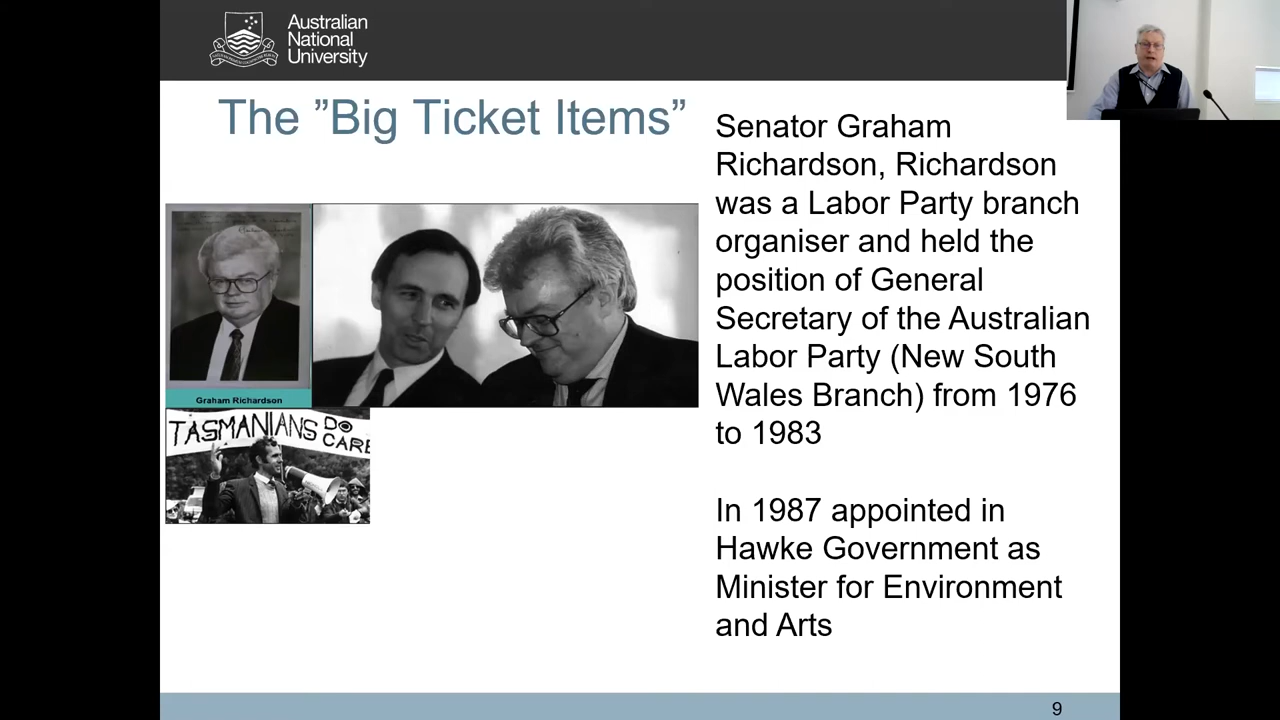 Australian
National
University
The ”Big Ticket Items”
Senator Graham
Richardson, Richardson
was a Labor Party branch
organiser and held the
position of General
Secretary of the Australian
Labor Party (New South
Wales Branch) from 1976
to 1983
In 1987 appointed in
Hawke Government as
Minister for Environment
and Arts
Graham Richardson
TASMANIANS DO
CARE
9